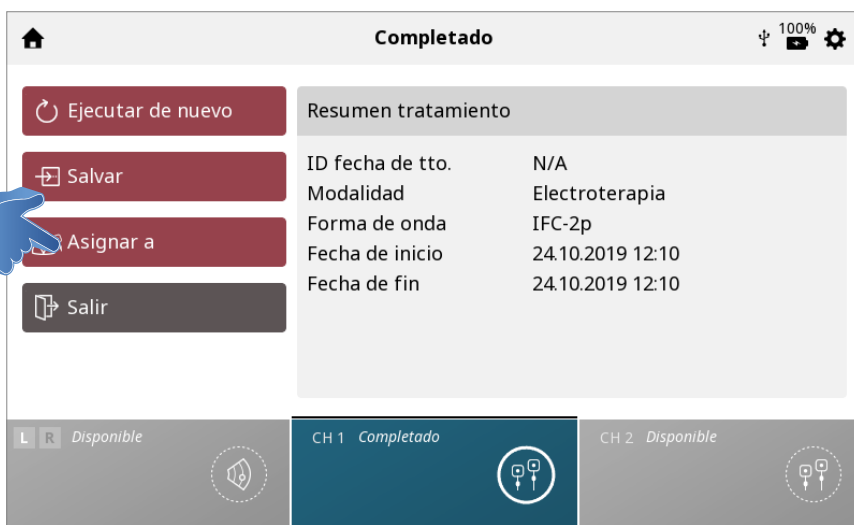 Completado
100%
Ejecutar de nuevo
Salvar
Asignar a
Salir
Resumen tratamiento
ID fecha de tto. N/A
Modalidad Electroterapia
Forma de onda IFC-2p
Fecha de inicio 24.10.2019 12:10
Fecha de fin 24.10.2019 12:10
L R Disponible
CH 1 Completado
CH 2 Disponible